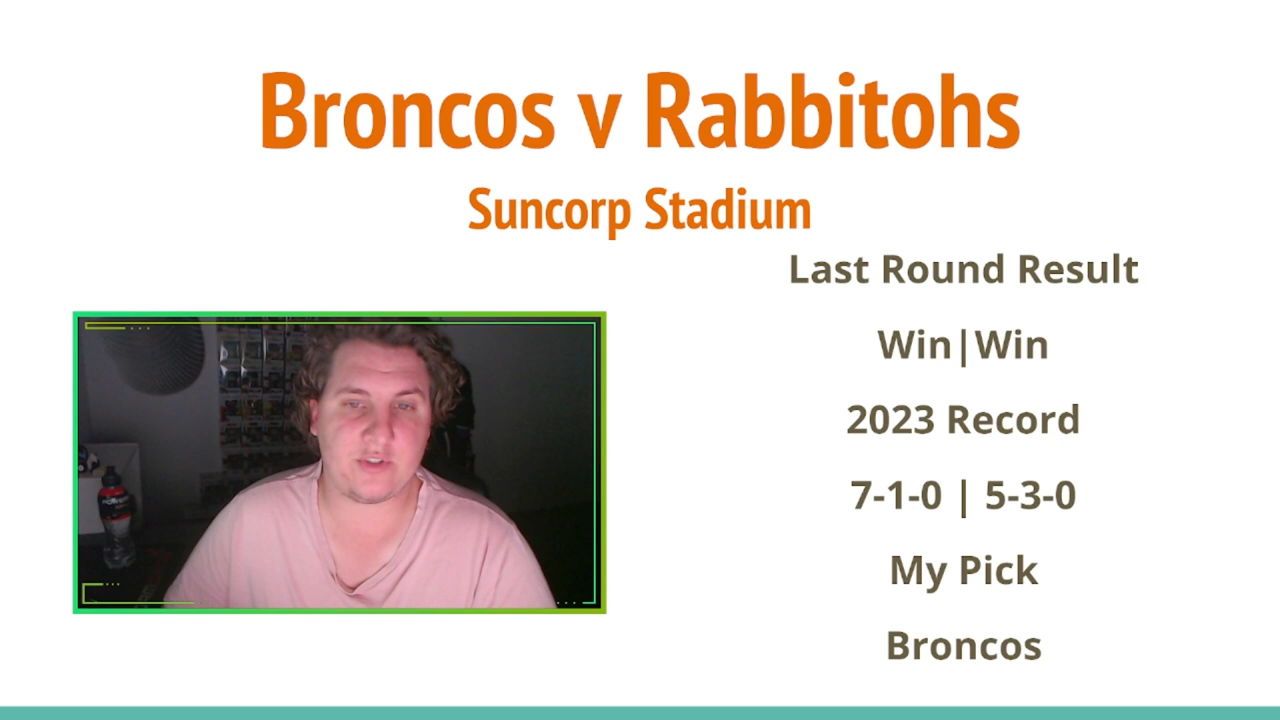 Broncos v Rabbitohs
Suncorp Stadium
Last Round Result
Win|Win
2023 Record
7-1-0 | 5-3-0
My Pick
Broncos